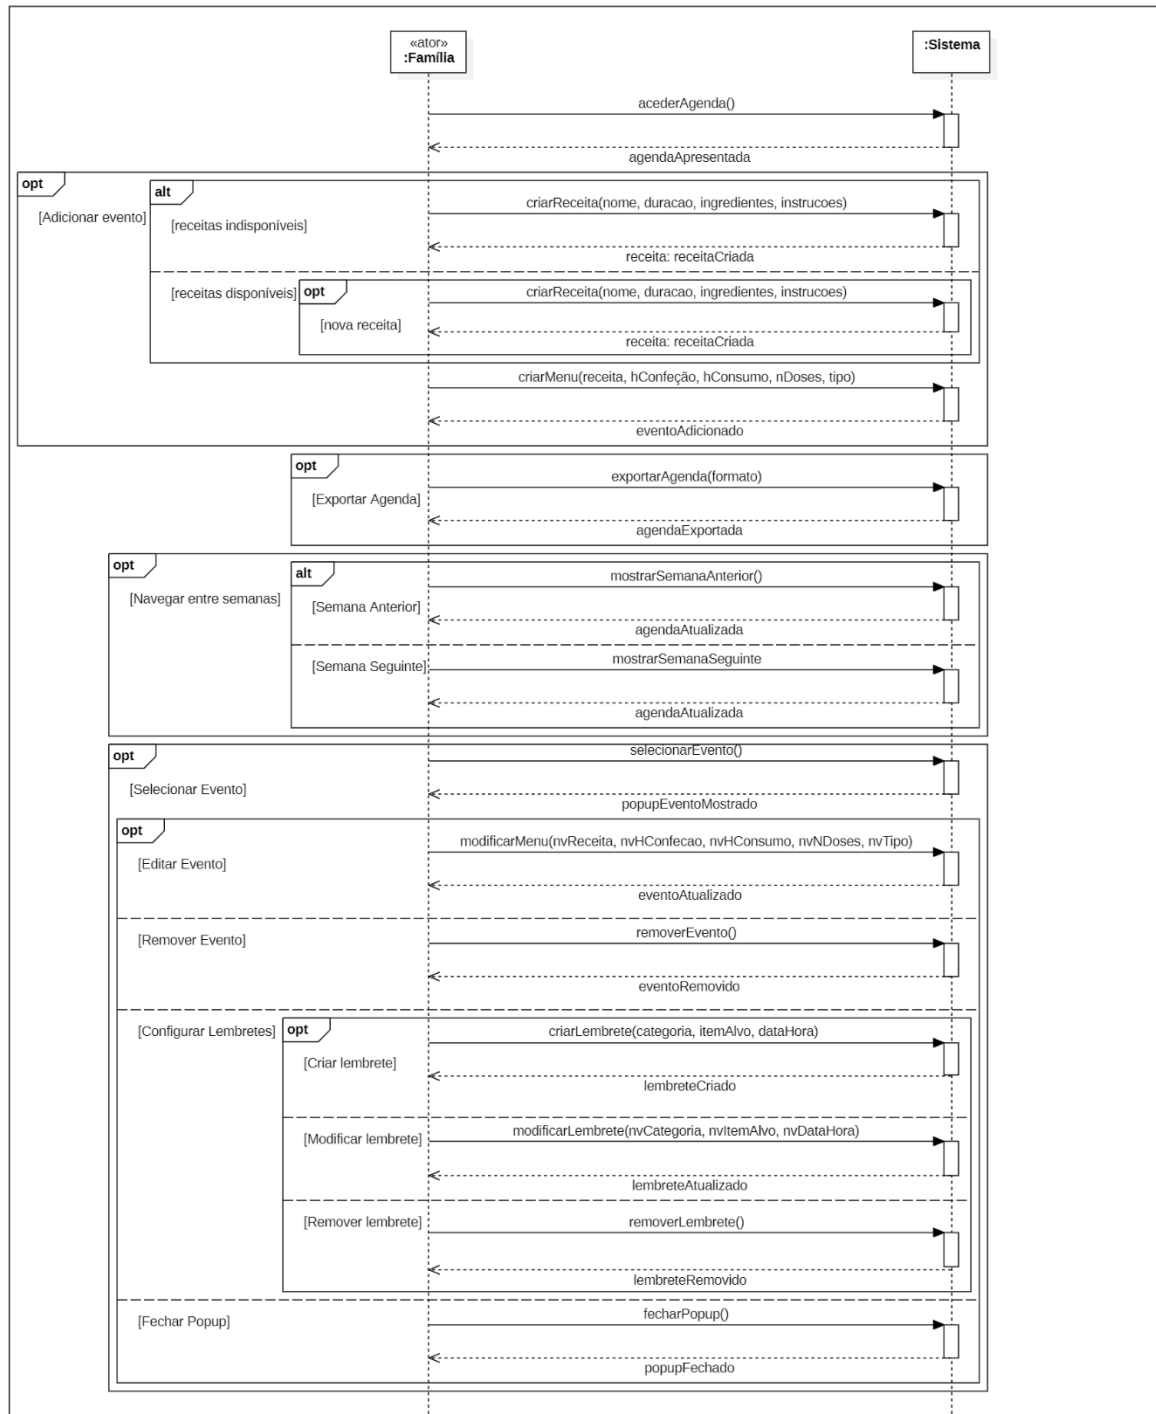 «ator»
:Família
:Sistema
acederAgenda()
agendaApresentada
opt
[Adicionar evento]
alt
[receitas indisponíveis]
criarReceita(nome, duracao, ingredientes, instrucoes)
receita: receitaCriada
[receitas disponíveis]
opt
[nova receita]
criarReceita(nome, duracao, ingredientes, instrucoes)
receita: receitaCriada
criarMenu(receita, hConfeção, hConsumo, nDoses, tipo)
eventoAdicionado
opt
[Exportar Agenda]
exportarAgenda(formato)
agendaExportada
opt
[Navegar entre semanas]
alt
[Semana Anterior]
mostrarSemanaAnterior()
agendaAtualizada
[Semana Seguinte]
mostrarSemanaSeguinte
agendaAtualizada
opt
[Selecionar Evento]
selecionarEvento()
popupEventoMostrado
opt
[Editar Evento]
modificarMenu(nvReceita, nvHConfecao, nvHConsumo, nvNDoses, nvTipo)
eventoAtualizado
[Remover Evento]
removerEvento()
eventoRemovido
[Configurar Lembretes]
opt
[Criar lembrete]
criarLembrete(categoria, itemAlvo, dataHora)
lembreteCriado
[Modificar lembrete]
modificarLembrete(nvCategoria, nvItemAlvo, nvDataHora)
lembreteAtualizado
[Remover lembrete]
removerLembrete()
lembreteRemovido
[Fechar Popup]
fecharPopup()
popupFechado